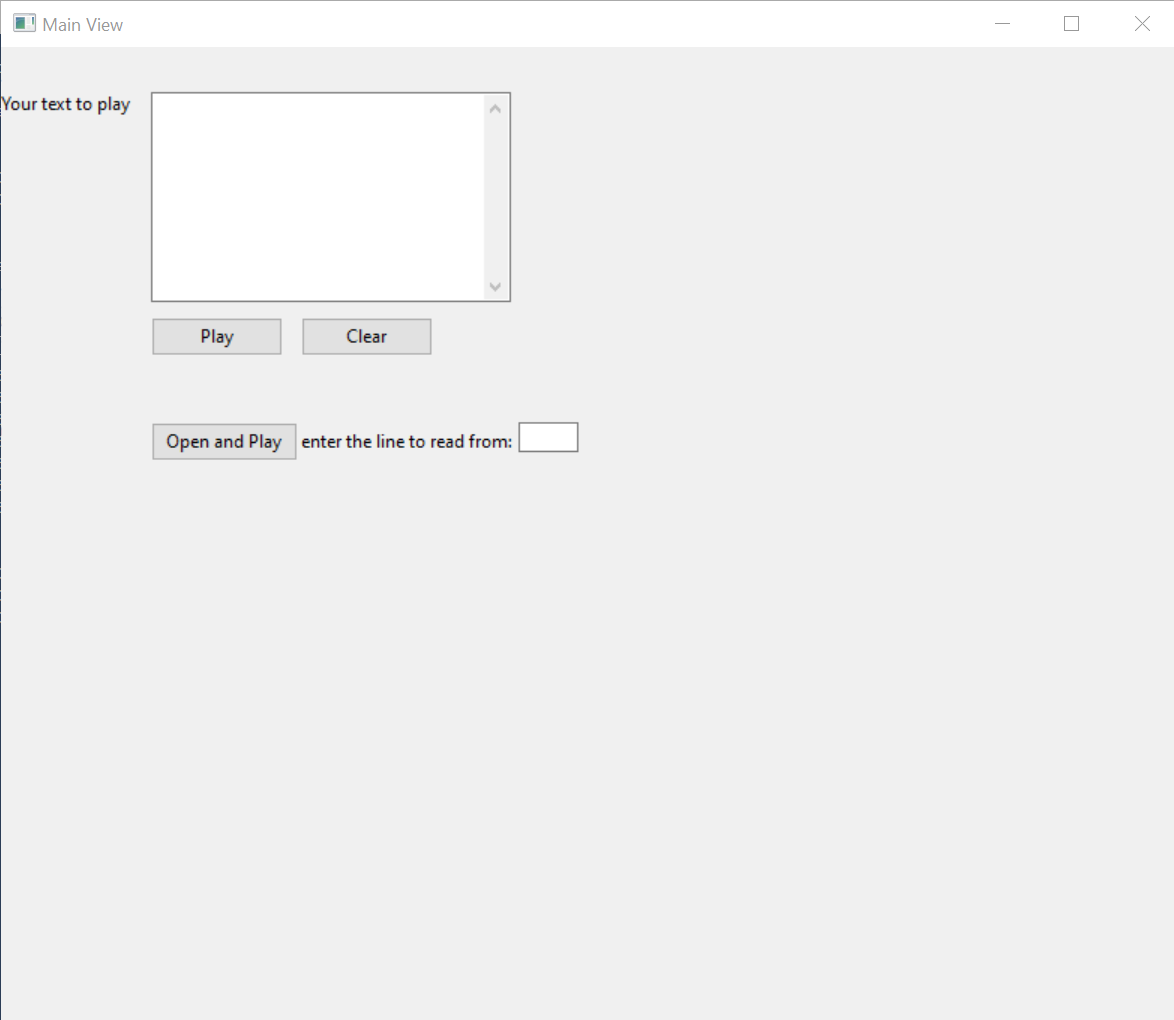 Main View
Your text to play
Play Clear
Open and Play enter the line to read from: